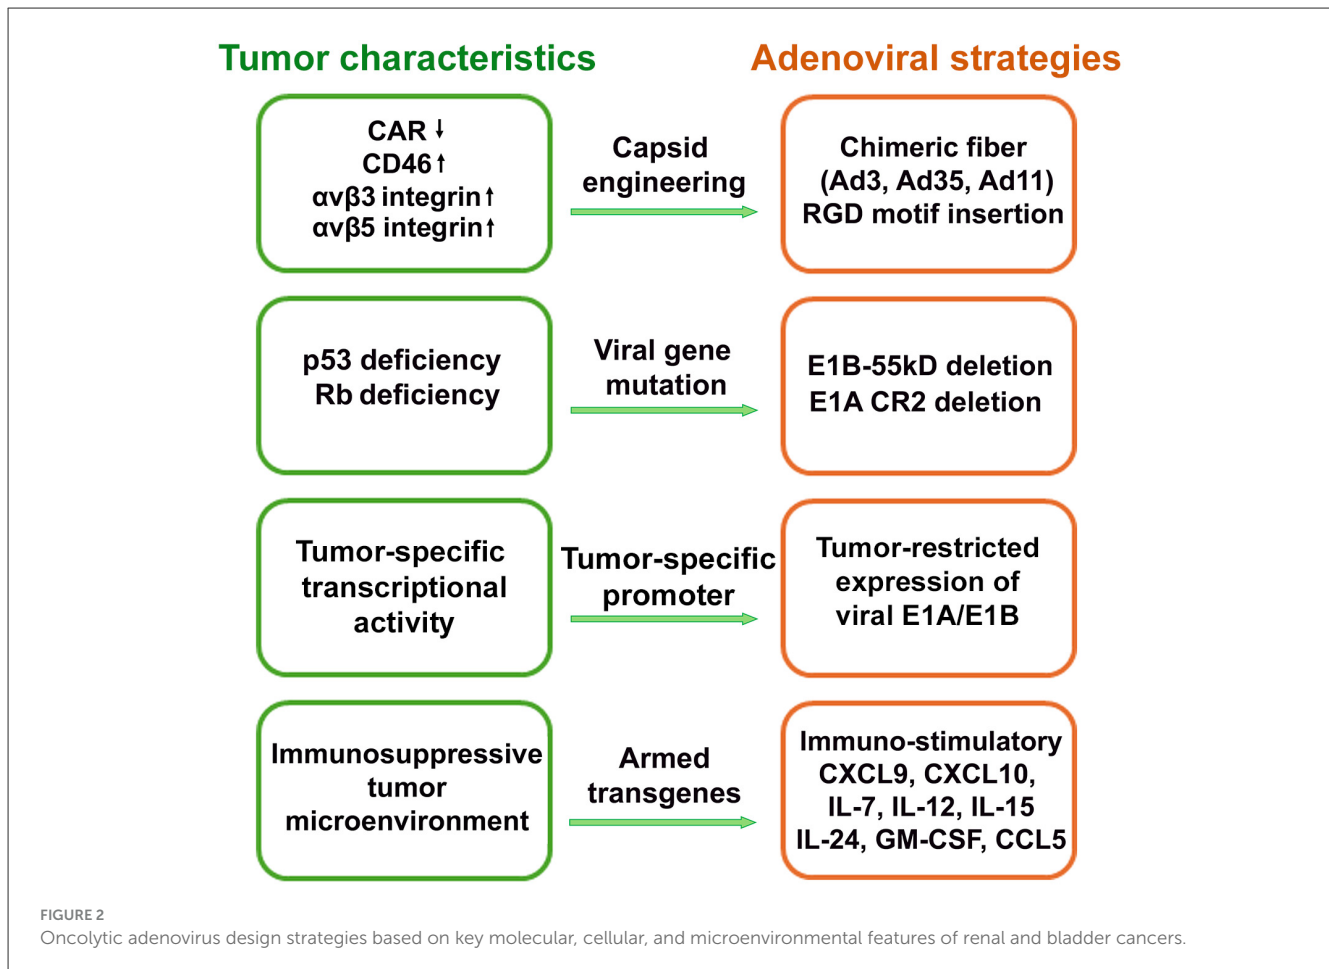 Tumor characteristics
Adenoviral strategies
CAR ↓
CD46 ↑
αvβ3 integrin ↑
αvβ5 integrin ↑
Capsid
engineering
Chimeric fiber
(Ad3, Ad35, Ad11)
RGD motif insertion
p53 deficiency
Rb deficiency
Viral gene
mutation
E1B-55kD deletion
E1A CR2 deletion
Tumor-specific
transcriptional
activity
Tumor-specific
promoter
Tumor-restricted
expression of
viral E1A/E1B
Immunosuppressive
tumor
microenvironment
Armed
transgenes
Immuno-stimulatory
CXCL9, CXCL10,
IL-7, IL-12, IL-15
IL-24, GM-CSF, CCL5
FIGURE 2
Oncolytic adenovirus design strategies based on key molecular, cellular, and microenvironmental features of renal and bladder cancers.